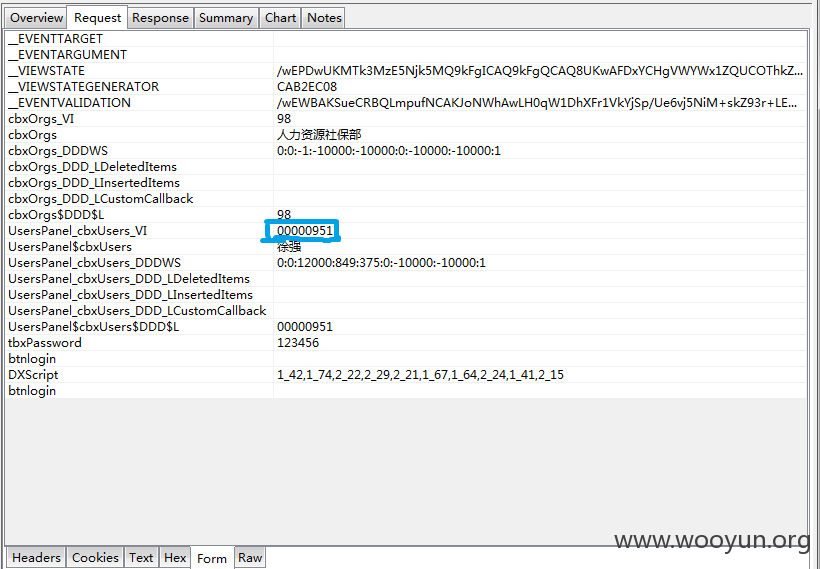 Overview Request Response Summary Chart Notes
__EVENTTARGET
__EVENTARGUMENT
__VIEWSTATE /wEPDwUKMTk3MzE5Njk5MQ9kFgICAQ9kFgQCAQ8UKwAFDxYCHgVWYWx1ZQUCOThkZ...
__VIEWSTATEGENERATOR CAB2EC08
__EVENTVALIDATION /wEWBAKSueCRBQLmpufNCAKJoNWhAwLH0qW1DhXFr1VkYjSp/Ue6vj5NiM+skZ93r+LE...
cbxOrgs_VI 98
cbxOrgs 人力资源社保部
cbxOrgs_DDDWS 0:0:-1:-10000:-10000:0:-10000:-10000:1
cbxOrgs_DDD_LDeletedItems
cbxOrgs_DDD_LInsertedItems
cbxOrgs_DDD_LCustomCallback
cbxOrgs$DDD$L 98
UsersPanel_cbxUsers_VI 00000951
UsersPanel$cbxUsers 徐强
UsersPanel_cbxUsers_DDDWS 0:0:12000:849:375:0:-10000:-10000:1
UsersPanel_cbxUsers_DDD_LDeletedItems
UsersPanel_cbxUsers_DDD_LInsertedItems
UsersPanel_cbxUsers_DDD_LCustomCallback
UsersPanel$cbxUsers$DDD$L 00000951
tbxPassword 123456
btnlogin
DXScript 1_42,1_74,2_22,2_29,2_21,1_67,1_64,2_24,1_41,2_15
btnlogin
www.wooyun.org
Headers Cookies Text Hex Form Raw